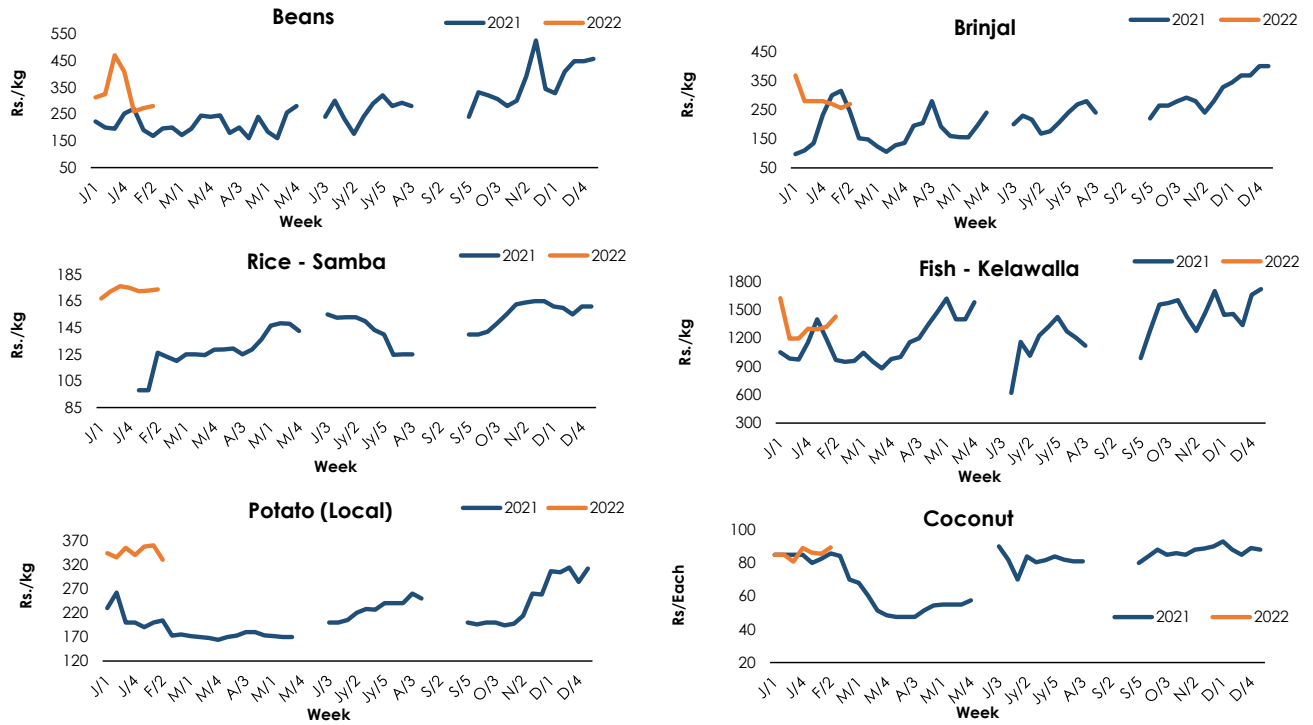 Beans
2021 2022
Rs./kg
550
450
350
250
150
50
J/1 J/4 F/2 M/1 M/4 A/3 M/1 M/4 J/3 Jy/2 Jy/5 A/3 S/2 S/5 O/3 N/2 D/1 D/4
Week
Brinjal
2021 2022
Rs./kg
450
350
250
150
50
J/1 J/4 F/2 M/1 M/4 A/3 M/1 M/4 J/3 Jy/2 Jy/5 A/3 S/2 S/5 O/3 N/2 D/1 D/4
Week
Rice - Samba
2021 2022
Rs./kg
185
165
145
125
105
85
J/1 J/4 F/2 M/1 M/4 A/3 M/1 M/4 J/3 Jy/2 Jy/5 A/3 S/2 S/5 O/3 N/2 D/1 D/4
Week
Fish - Kelawalla
2021 2022
Rs./kg
1800
1500
1200
900
600
300
J/1 J/4 F/2 M/1 M/4 A/3 M/1 M/4 J/3 Jy/2 Jy/5 A/3 S/2 S/5 O/3 N/2 D/1 D/4
Week
Potato (Local)
2021 2022
Rs./kg
370
320
270
220
170
120
J/1 J/4 F/2 M/1 M/4 A/3 M/1 M/4 J/3 Jy/2 Jy/5 A/3 S/2 S/5 O/3 N/2 D/1 D/4
Week
Coconut
Rs/Each
100
80
60
40
20
2021 2022
J/1 J/4 F/2 M/1 M/4 A/3 M/1 M/4 J/3 Jy/2 Jy/5 A/3 S/2 S/5 O/3 N/2 D/1 D/4
Week